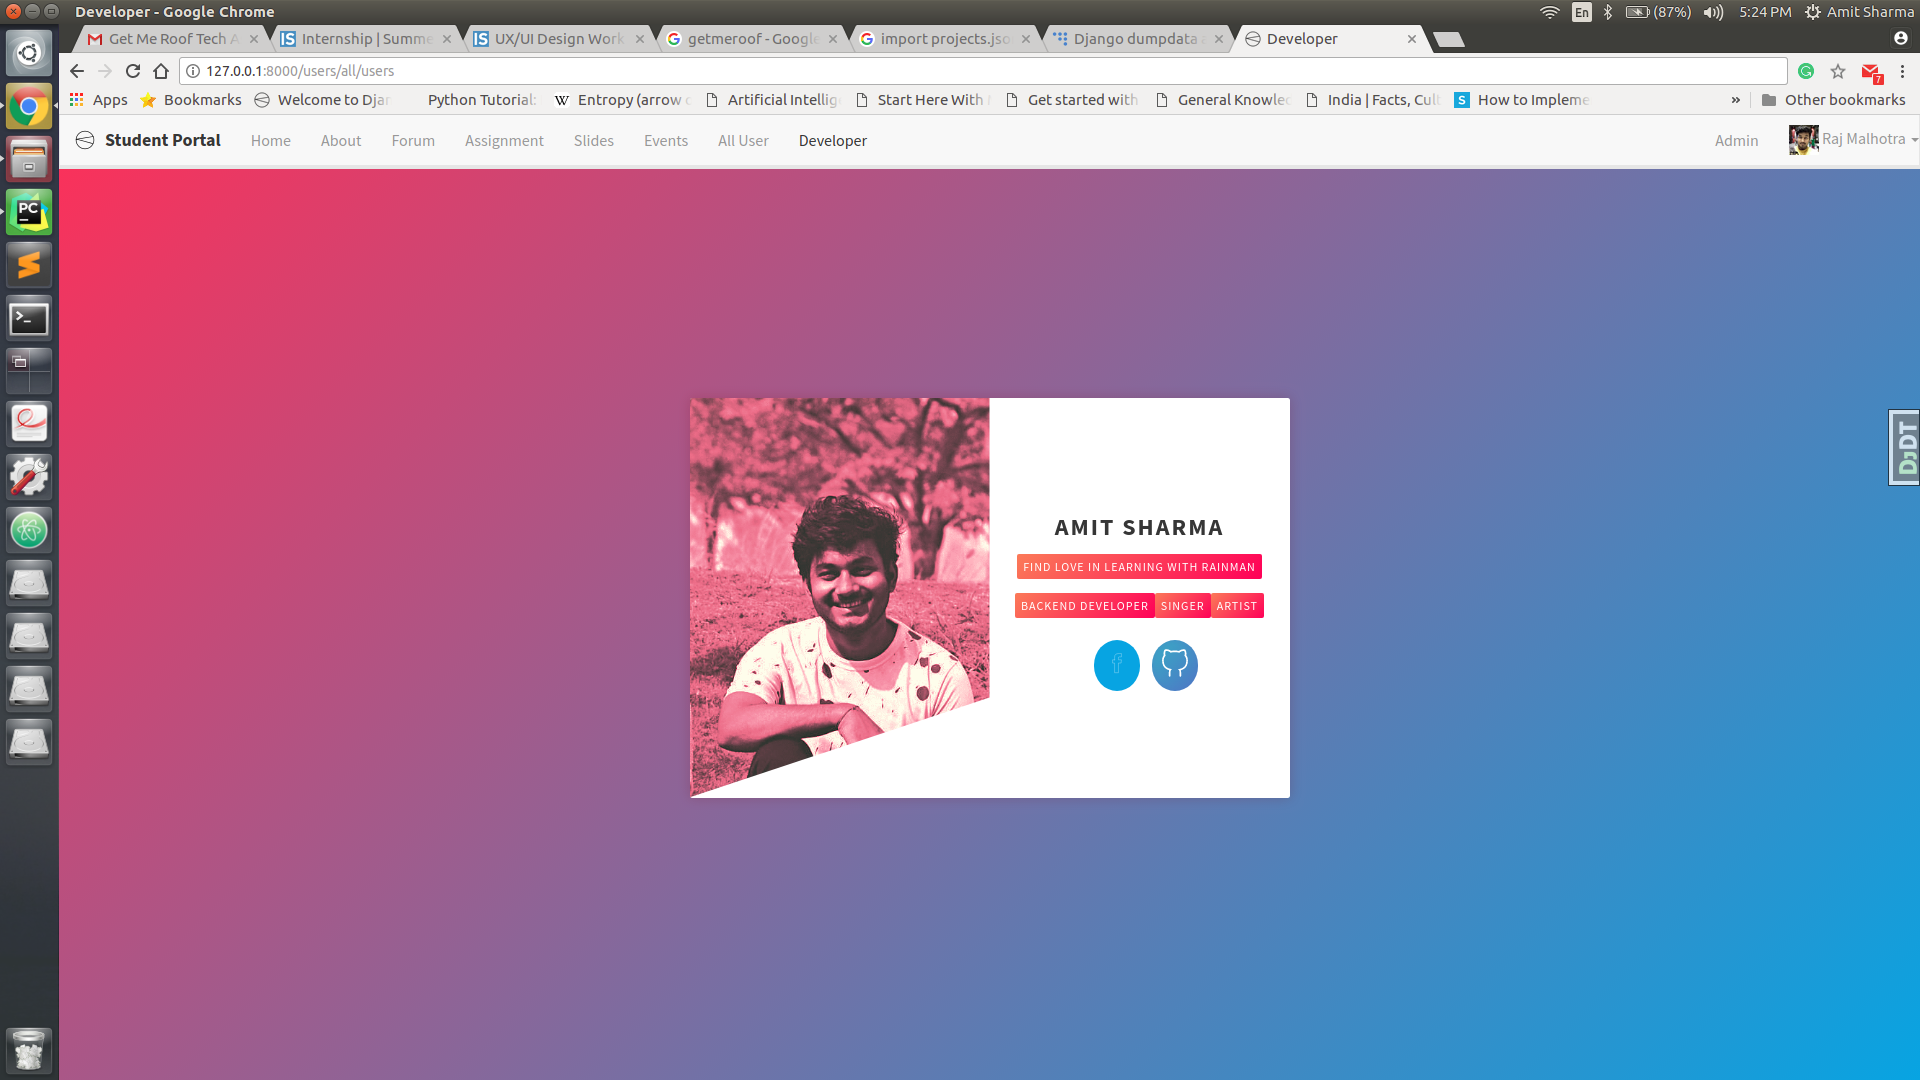 Developer - Google Chrome
En (87%) 5:24 PM Amit Sharma
Get Me Roof Tech A Internship | Summe UX/UI Design Work getmeroof - Google import projects.jso Django dumpdata Developer
127.0.0.1:8000/users/all/users
7
Apps Bookmarks Welcome to Djan Python Tutorial: W Entropy (arrow o Artificial Intellig Start Here With Get started with General Knowled India | Facts, Cult S How to Impleme » Other bookmarks
Student Portal Home About Forum Assignment Slides Events All User Developer Admin Raj Malhotra
PC
DJDT
AMIT SHARMA
FIND LOVE IN LEARNING WITH RAINMAN
BACKEND DEVELOPER SINGER ARTIST